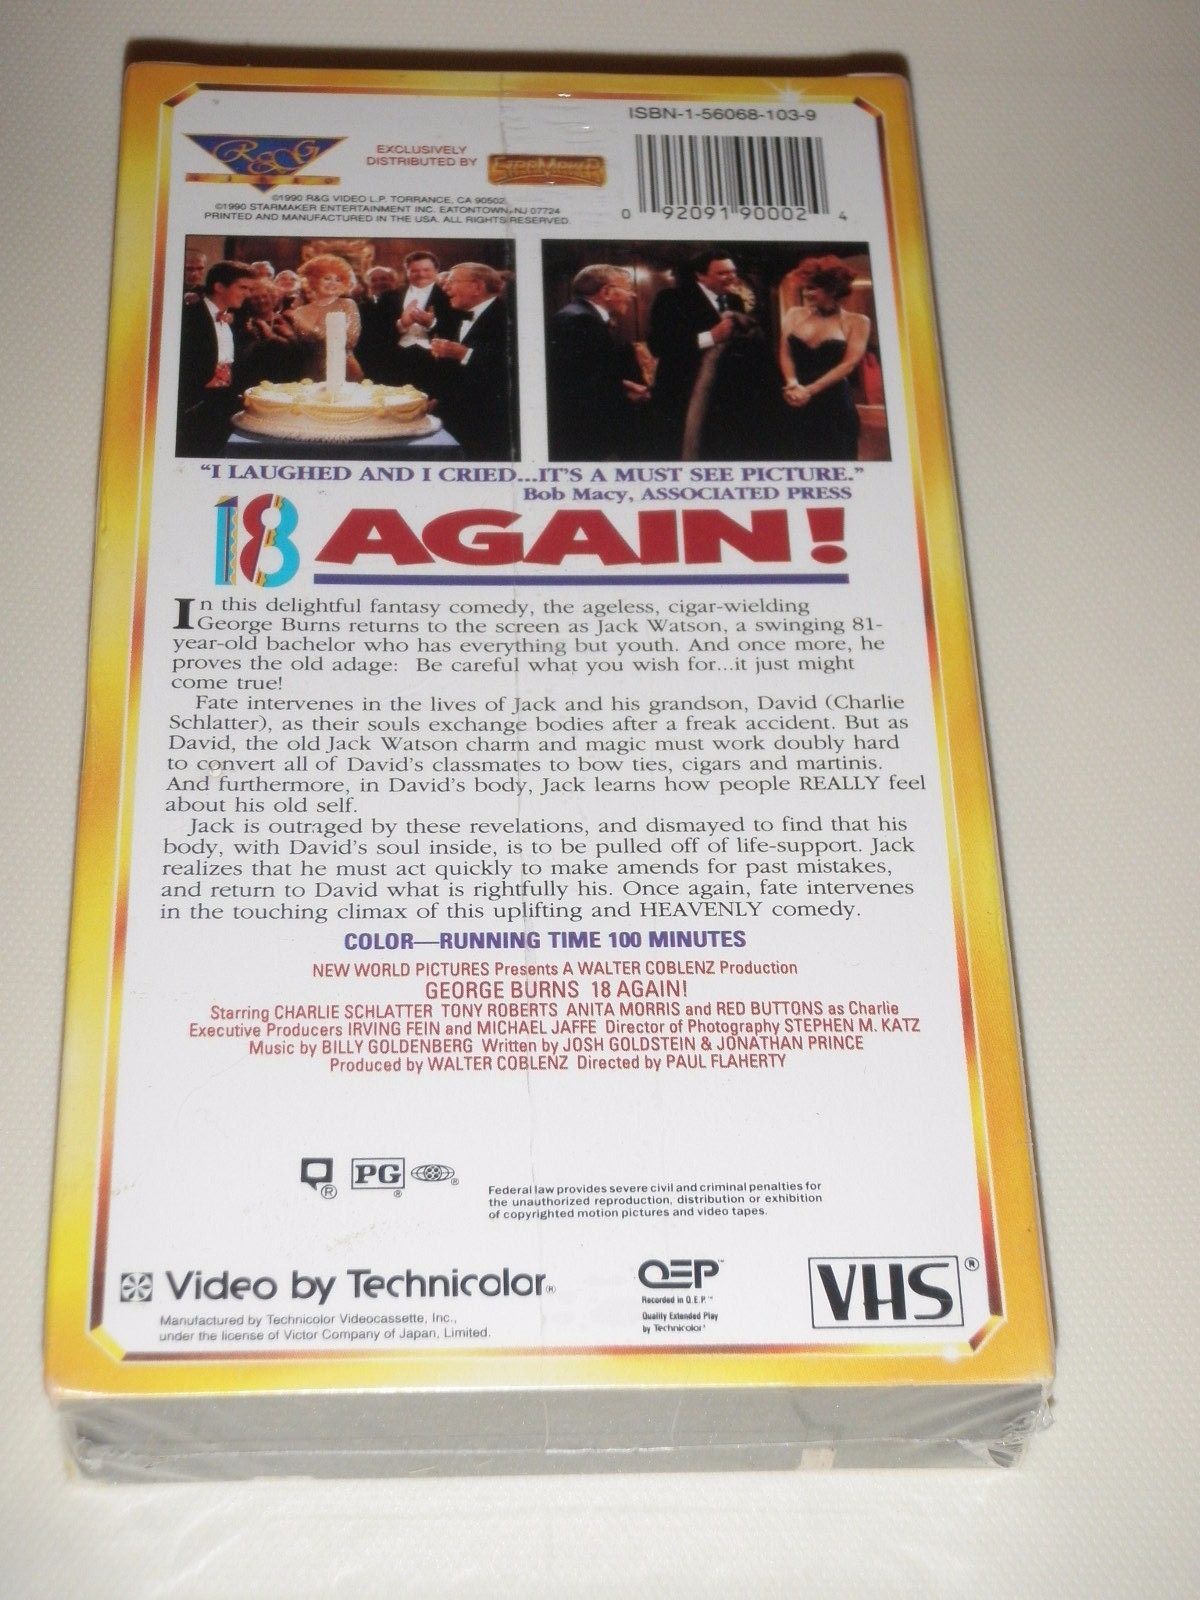 ISBN-1-56068-103-9
R&G
VIDEO
EXCLUSIVELY
DISTRIBUTED BY
STARMAKER
©1990 R&G VIDEO L.P. TORRANCE, CA 90502
©1990 STARMAKER ENTERTAINMENT INC. EATONTOWN, NJ 07724
PRINTED AND MANUFACTURED IN THE USA. ALL RIGHTS RESERVED.
0 92091 90002 4
“I LAUGHED AND I CRIED...IT'S A MUST SEE PICTURE.”
Bob Macy, ASSOCIATED PRESS
18 AGAIN!
In this delightful fantasy comedy, the ageless, cigar-wielding
George Burns returns to the screen as Jack Watson, a swinging 81-
year-old bachelor who has everything but youth. And once more, he
proves the old adage: Be careful what you wish for...it just might
come true!
Fate intervenes in the lives of Jack and his grandson, David (Charlie
Schlatter), as their souls exchange bodies after a freak accident. But as
David, the old Jack Watson charm and magic must work doubly hard
to convert all of David's classmates to bow ties, cigars and martinis.
And furthermore, in David's body, Jack learns how people REALLY feel
about his old self.
Jack is outraged by these revelations, and dismayed to find that his
body, with David's soul inside, is to be pulled off of life-support. Jack
realizes that he must act quickly to make amends for past mistakes,
and return to David what is rightfully his. Once again, fate intervenes
in the touching climax of this uplifting and HEAVENLY comedy.
COLOR—RUNNING TIME 100 MINUTES
NEW WORLD PICTURES Presents A WALTER COBLENZ Production
GEORGE BURNS 18 AGAIN!
Starring CHARLIE SCHLATTER TONY ROBERTS ANITA MORRIS and RED BUTTONS as Charlie
Executive Producers IRVING FEIN and MICHAEL JAFFE Director of Photography STEPHEN M. KATZ
Music by BILLY GOLDENBERG Written by JOSH GOLDSTEIN & JONATHAN PRINCE
Produced by WALTER COBLENZ Directed by PAUL FLAHERTY
® PG ® ®
Federal law provides severe civil and criminal penalties for
the unauthorized reproduction, distribution or exhibition
of copyrighted motion pictures and video tapes.
Video by Technicolor®
Manufactured by Technicolor Videocassette, Inc.,
under the license of Victor Company of Japan, Limited.
QEP™
Recorded in Q.E.P.™
Quality Extended Play
by Technicolor®
VHS®